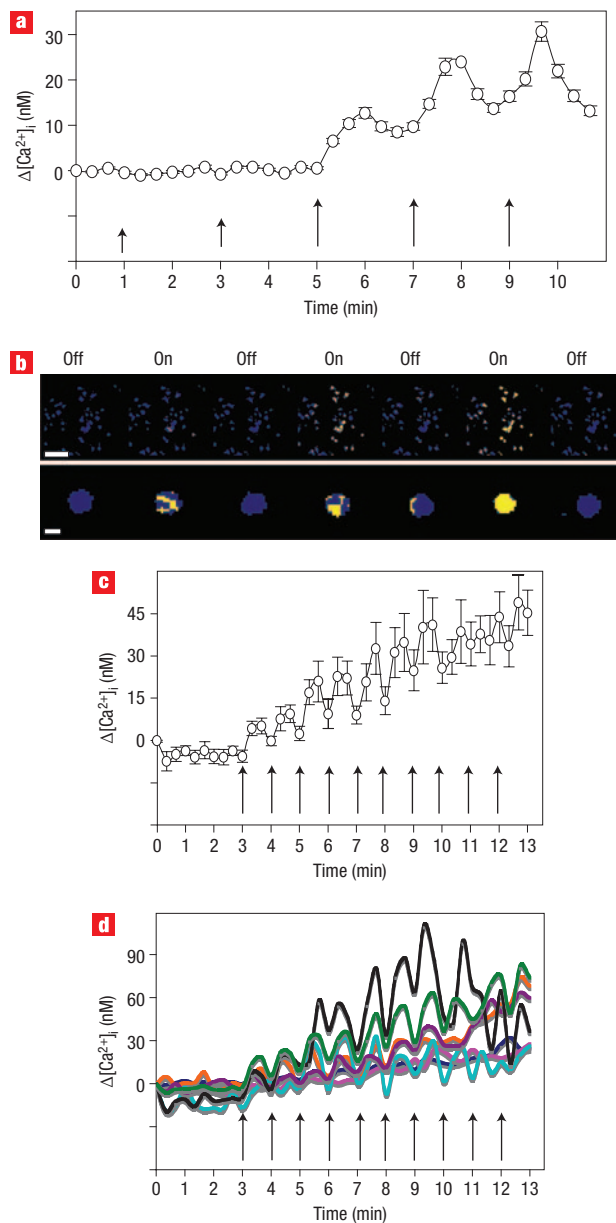 a
Δ[Ca²⁺]ᵢ (nM)
30
20
10
0
0 1 2 3 4 5 6 7 8 9 10
Time (min)
b
Off On Off On Off On Off
c
Δ[Ca²⁺]ᵢ (nM)
45
30
15
0
0 1 2 3 4 5 6 7 8 9 10 11 12 13
Time (min)
d
Δ[Ca²⁺]ᵢ (nM)
90
60
30
0
0 1 2 3 4 5 6 7 8 9 10 11 12 13
Time (min)